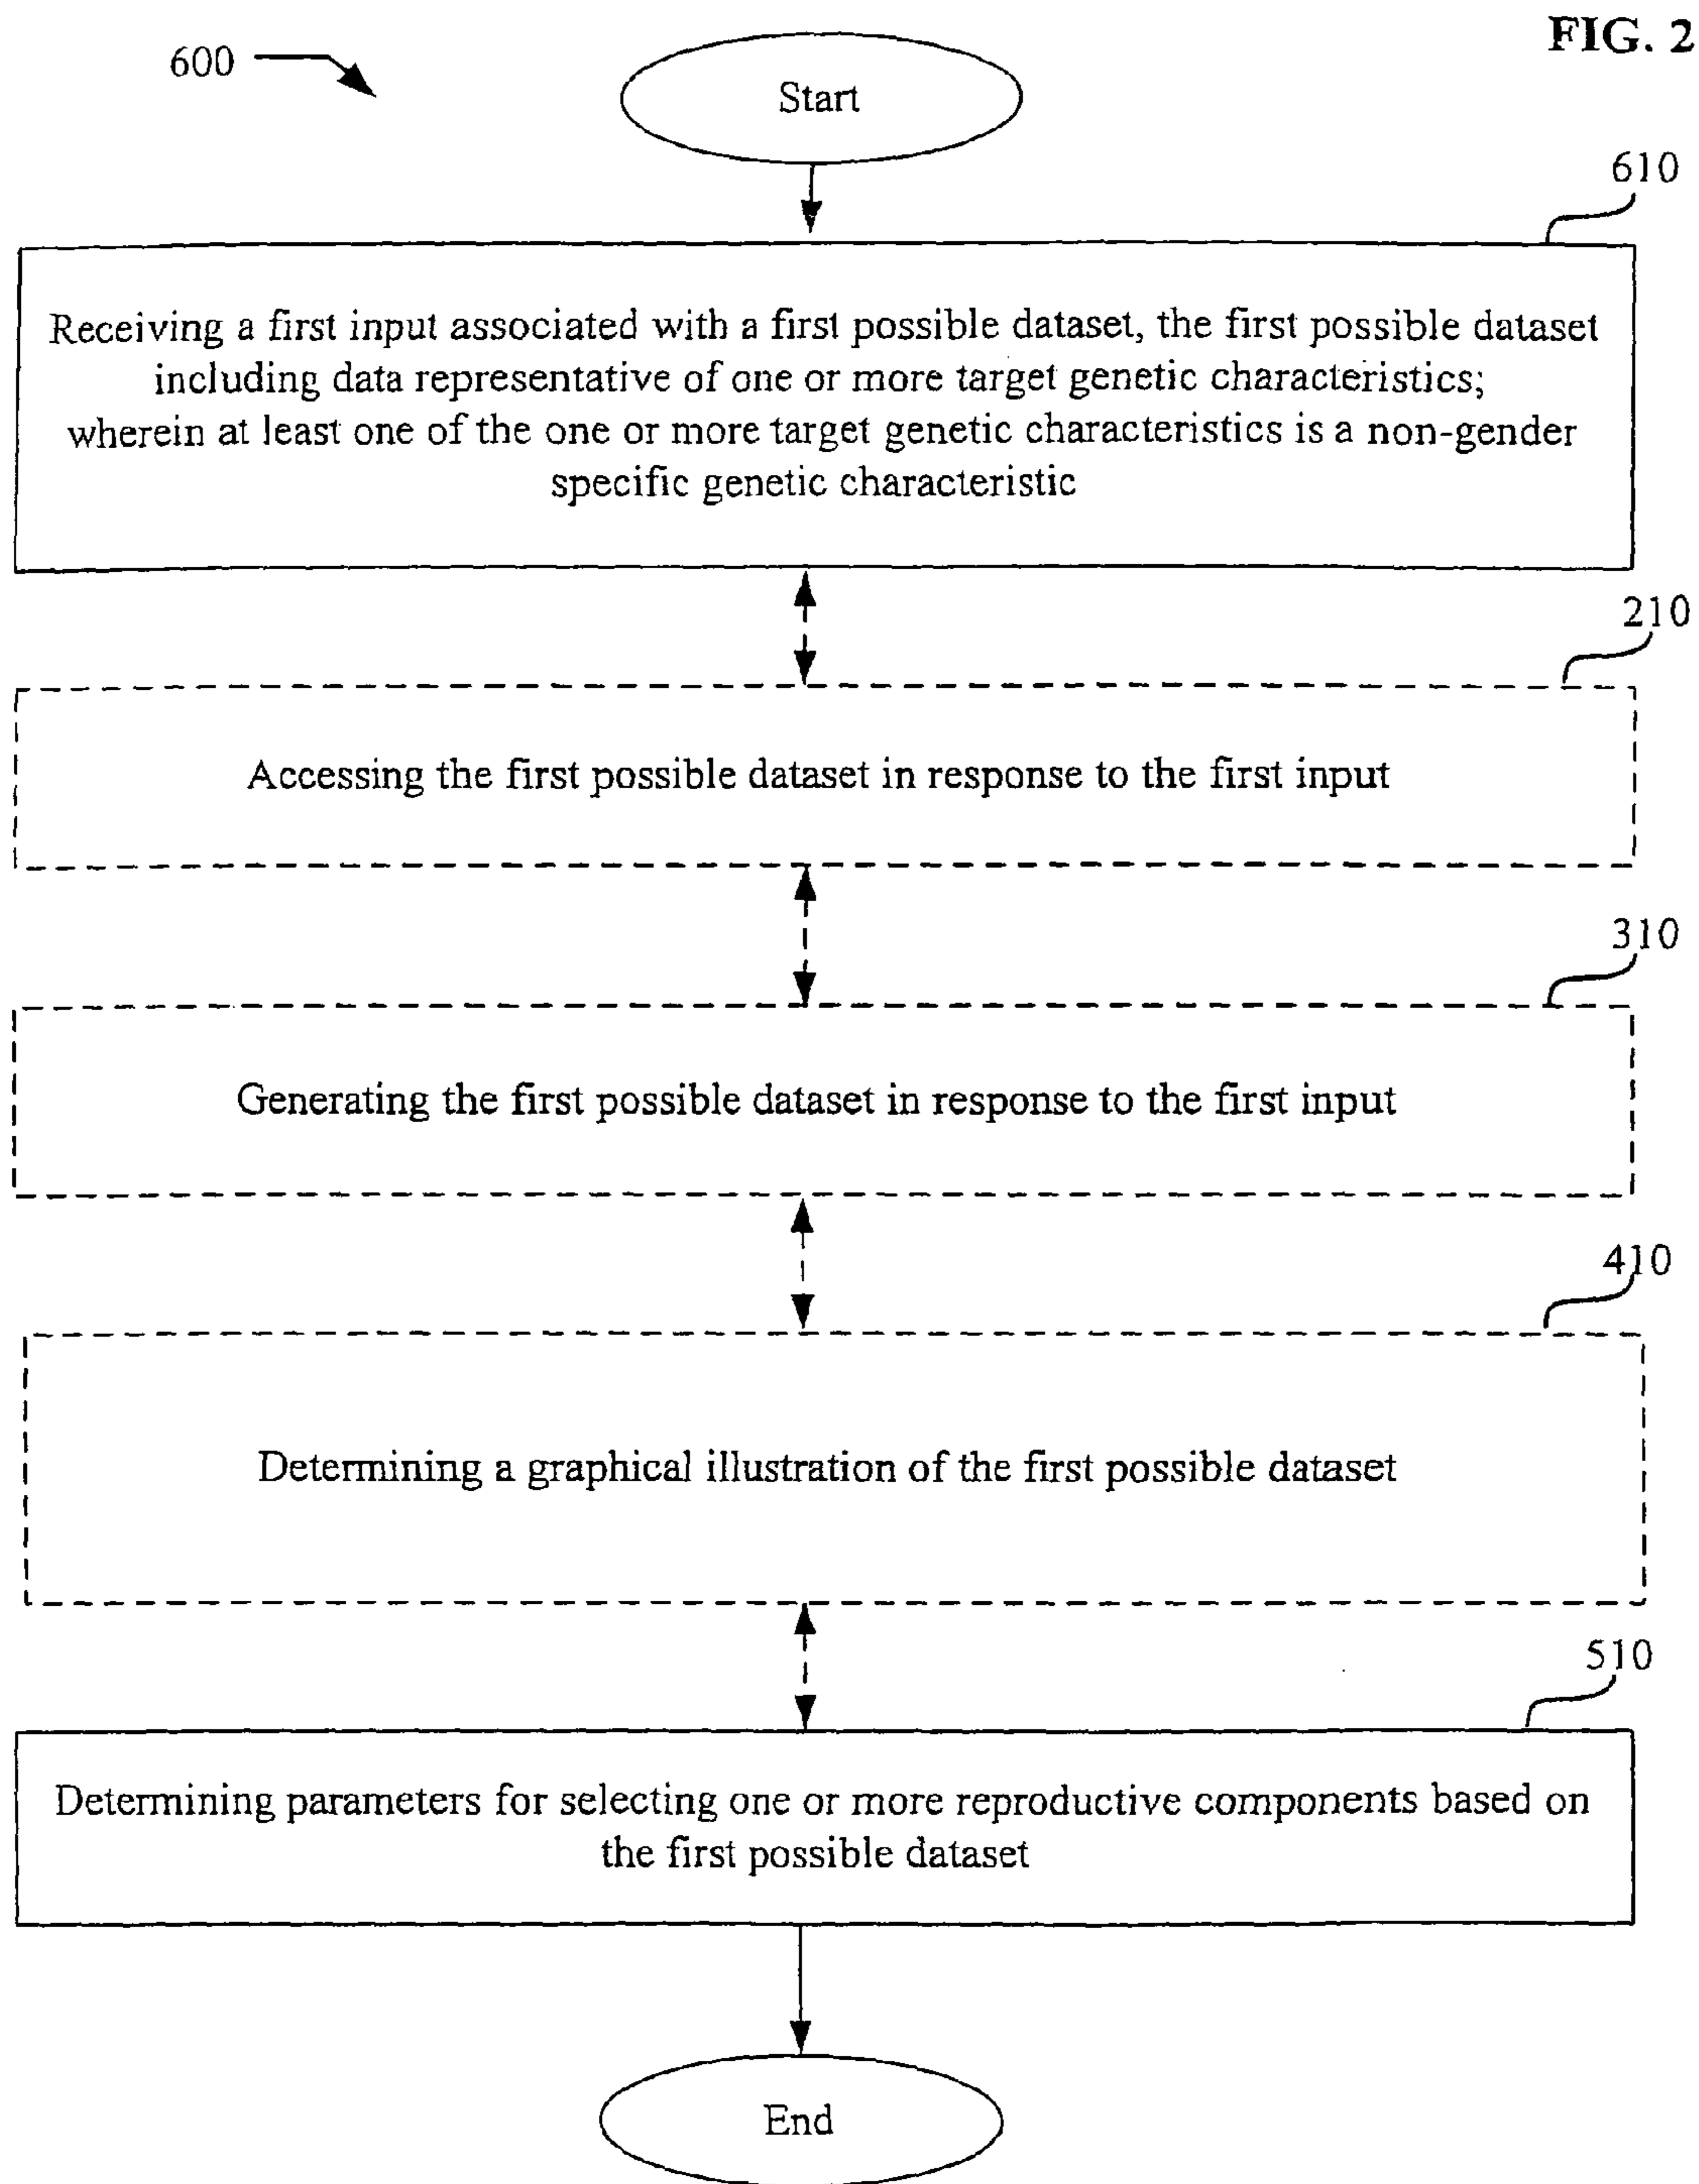 FIG. 2
600
Start
610
Receiving a first input associated with a first possible dataset, the first possible dataset
including data representative of one or more target genetic characteristics;
wherein at least one of the one or more target genetic characteristics is a non-gender
specific genetic characteristic
210
Accessing the first possible dataset in response to the first input
310
Generating the first possible dataset in response to the first input
410
Determining a graphical illustration of the first possible dataset
510
Determining parameters for selecting one or more reproductive components based on
the first possible dataset
End